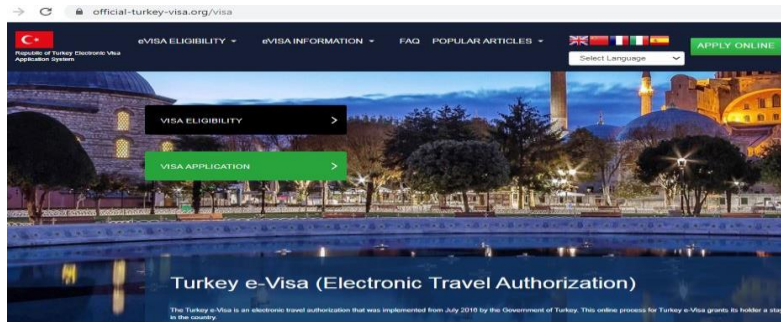 official-turkey-visa.org/visa
Republic of Turkey Electronic Visa
Application System
eVISA ELIGIBILITY
eVISA INFORMATION
FAQ
POPULAR ARTICLES
Select Language
APPLY ONLINE
VISA ELIGIBILITY >
VISA APPLICATION >
Turkey e-Visa (Electronic Travel Authorization)
The Turkey e-Visa is an electronic travel authorization that was implemented from July 2016 by the Government of Turkey. This online process for Turkey e-Visa grants its holder a
in the country.